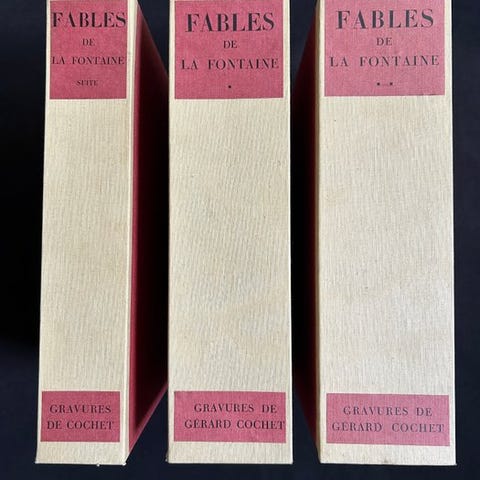 FABLES
DE
LA FONTAINE
SUITE
GRAVURES
DE COCHET
FABLES
DE
LA FONTAINE
*
GRAVURES DE
GÉRARD COCHET
FABLES
DE
LA FONTAINE
* *
GRAVURES DE
GÉRARD COCHET